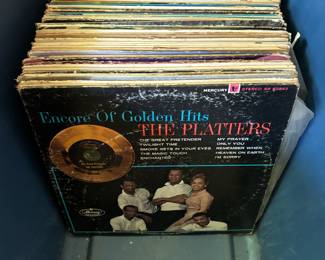 MERCURY STEREO SR
Encore Of Golden Hits
THE PLATTERS
THE GREAT PRETENDER
TWILIGHT TIME
SMOKE GETS IN YOUR EYES
THE MAGIC TOUCH
ENCHANTED
MY PRAYER
ONLY YOU
REMEMBER WHEN
HEAVEN ON EARTH
I'M SORRY
Mercury